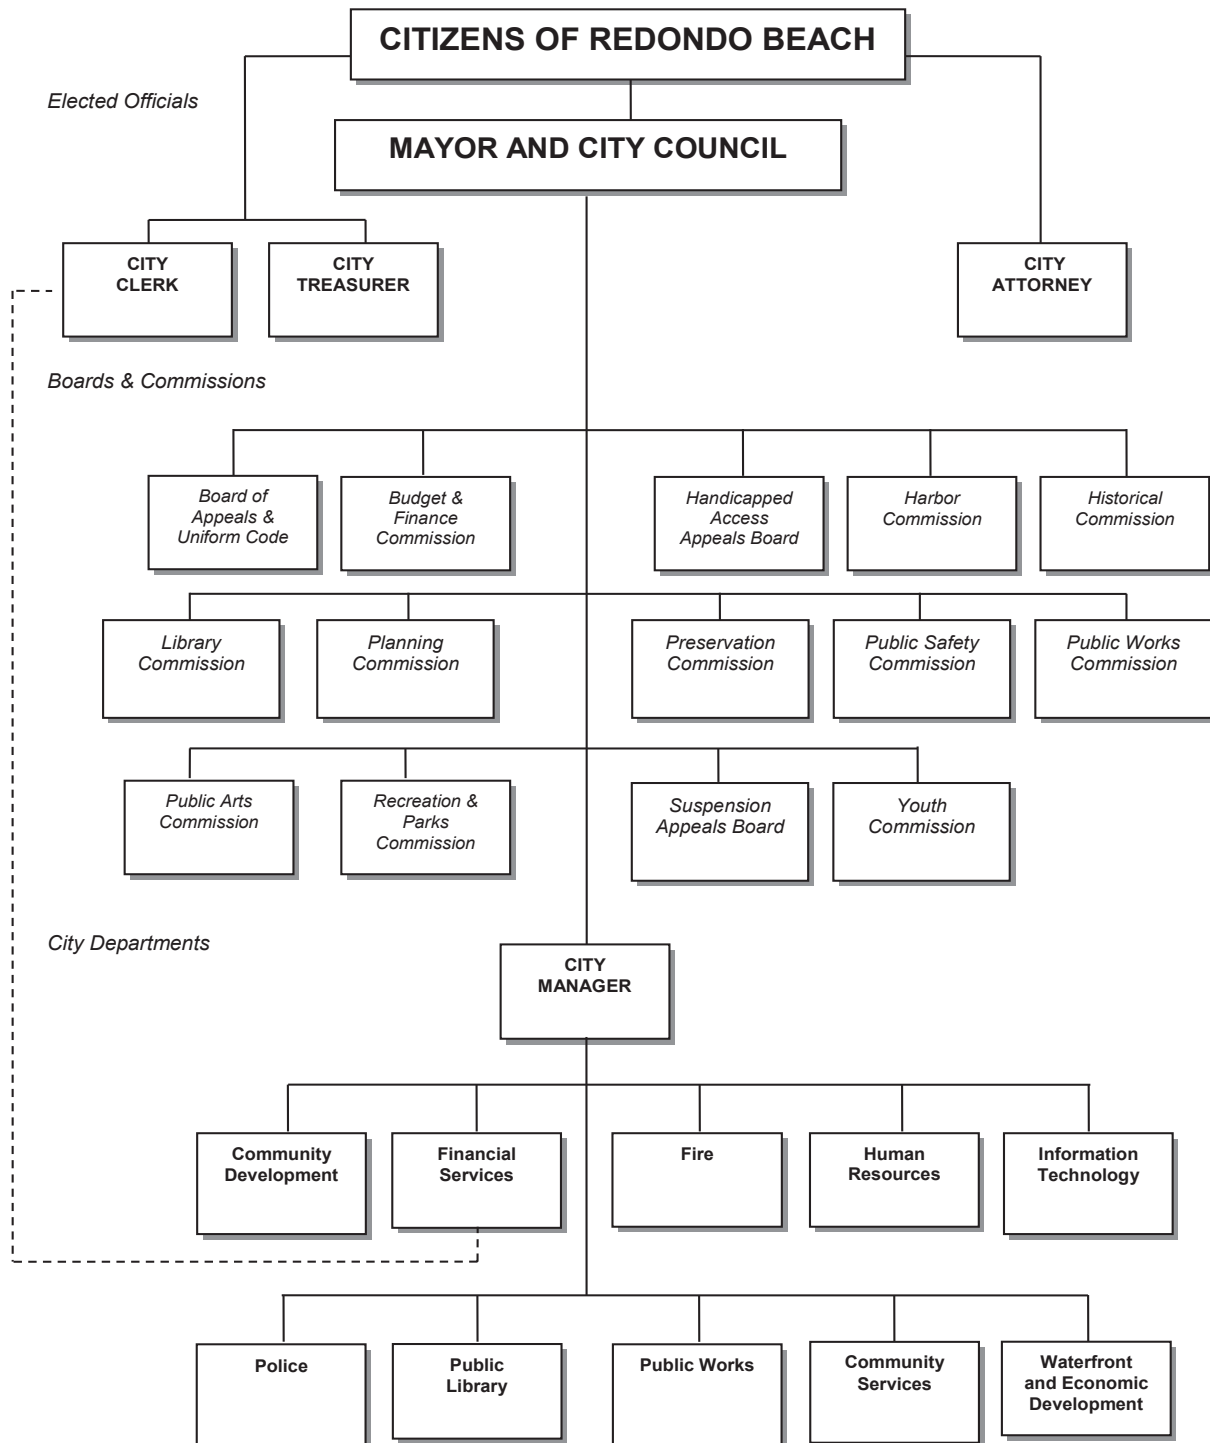 CITIZENS OF REDONDO BEACH
Elected Officials
MAYOR AND CITY COUNCIL
CITY
CLERK
CITY
TREASURER
CITY
ATTORNEY
Boards & Commissions
Board of
Appeals &
Uniform Code
Budget &
Finance
Commission
Handicapped
Access
Appeals Board
Harbor
Commission
Historical
Commission
Library
Commission
Planning
Commission
Preservation
Commission
Public Safety
Commission
Public Works
Commission
Public Arts
Commission
Recreation &
Parks
Commission
Suspension
Appeals Board
Youth
Commission
City Departments
CITY
MANAGER
Community
Development
Financial
Services
Fire
Human
Resources
Information
Technology
Police
Public
Library
Public Works
Community
Services
Waterfront
and Economic
Development